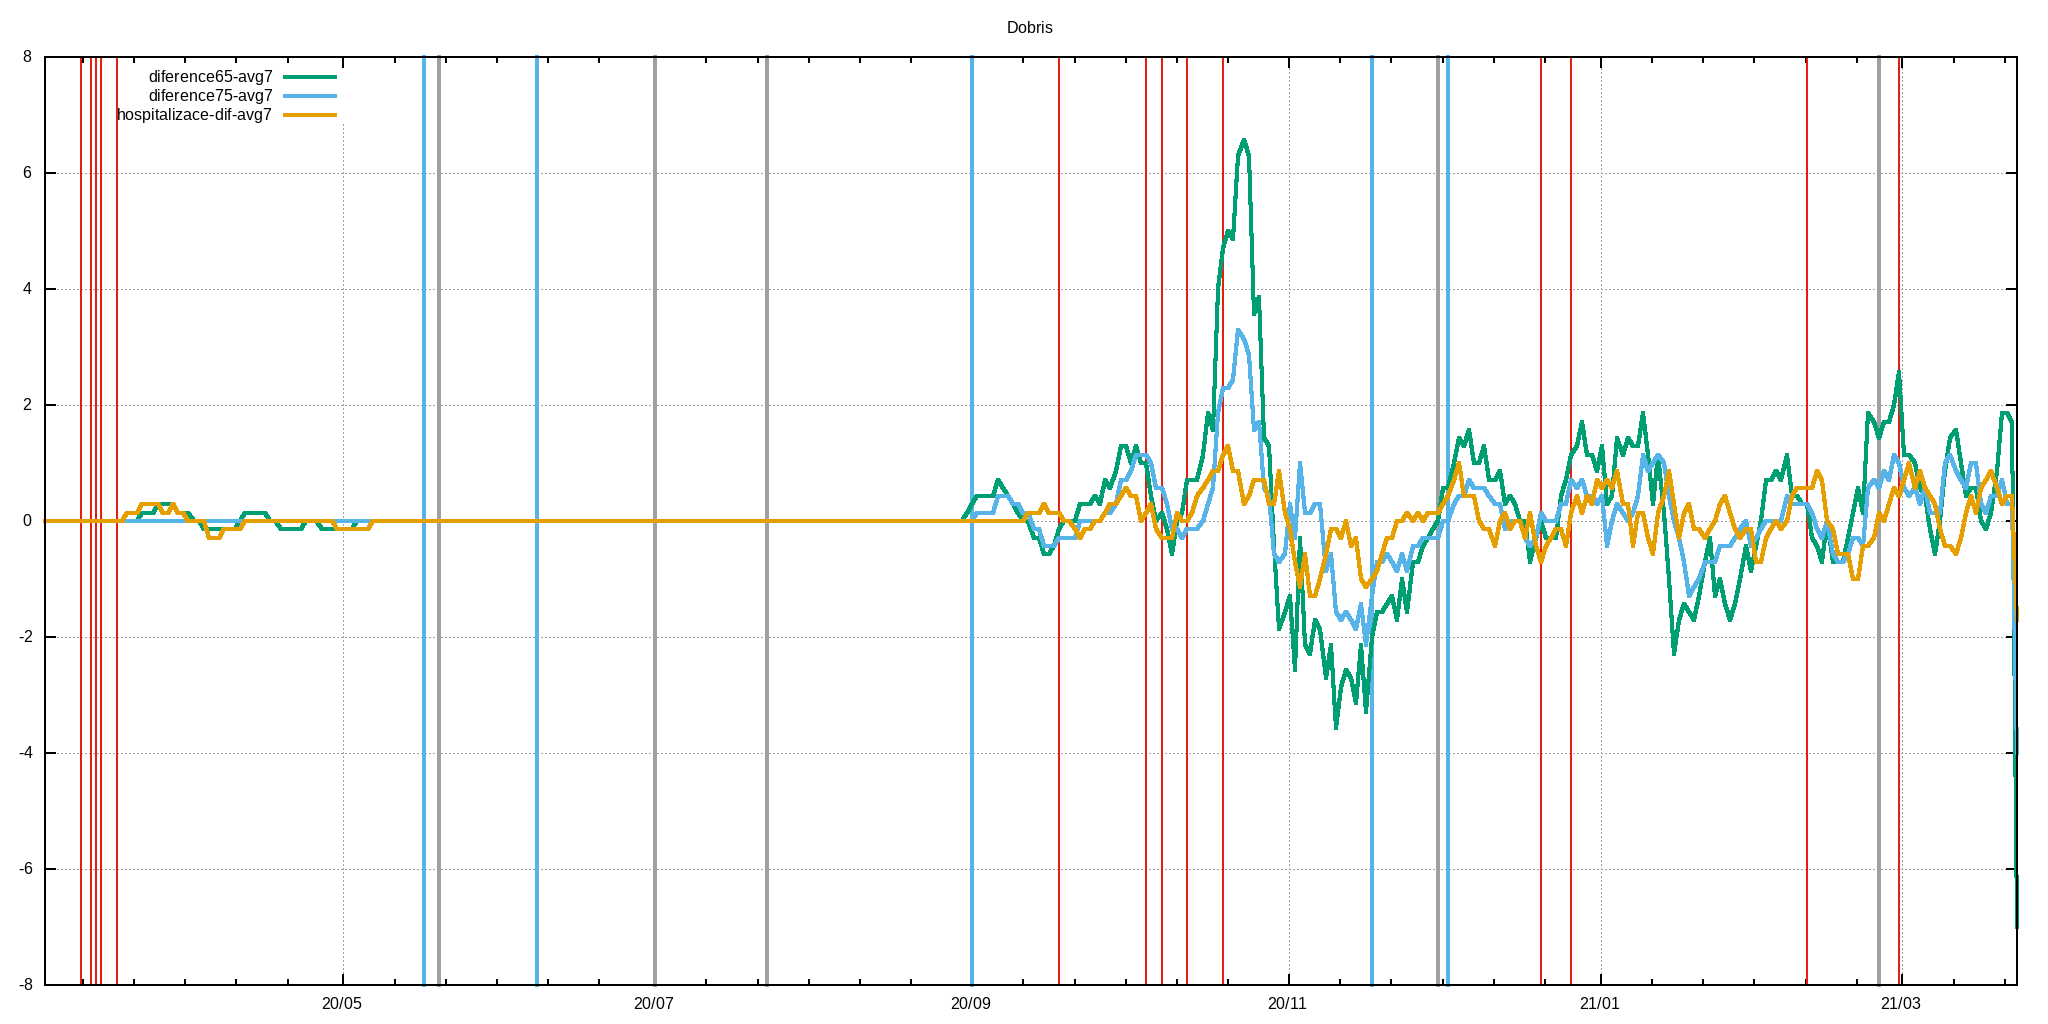 Dobris
8
diference65-avg7
diference75-avg7
hospitalizace-dif-avg7
6
4
2
0
-2
-4
-6
-8
20/05 20/07 20/09 20/11 21/01 21/03